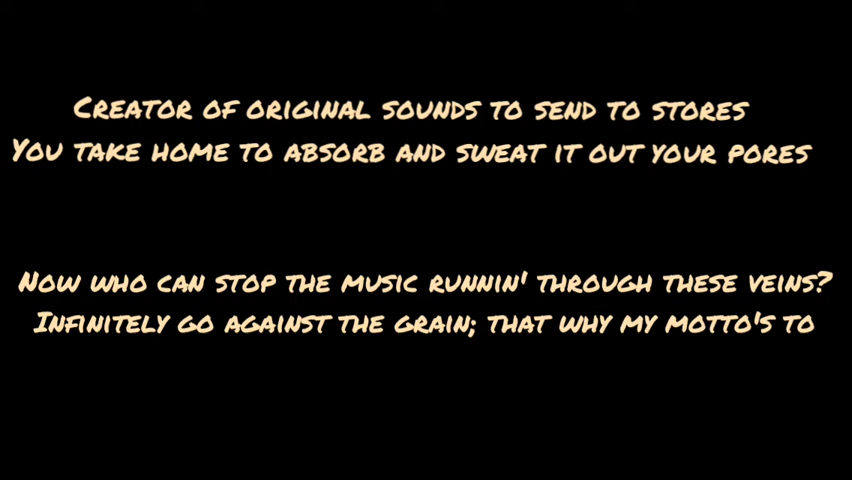 Creator of original sounds to send to stores
You take home to absorb and sweat it out your pores
Now who can stop the music runnin' through these veins?
Infinitely go against the grain; that why my motto's to